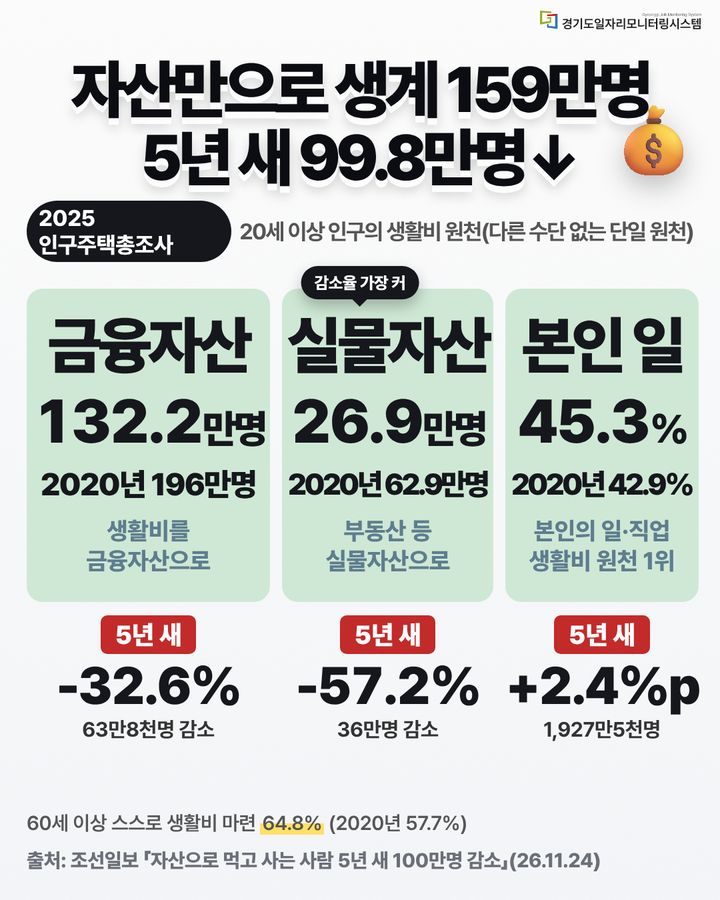 경기도일자리모니터링시스템
자산만으로 생계 159만명
5년 새 99.8만명↓
2025
인구주택총조사
20세 이상 인구의 생활비 원천(다른 수단 없는 단일 원천)
감소율 가장 커
금융자산
132.2만명
2020년 196만명
생활비를
금융자산으로
실물자산
26.9만명
2020년 62.9만명
부동산 등
실물자산으로
본인 일
45.3%
2020년 42.9%
본인의 일·직업
생활비 원천 1위
5년 새
-32.6%
63만8천명 감소
5년 새
-57.2%
36만명 감소
5년 새
+2.4%p
1,927만5천명
60세 이상 스스로 생활비 마련 64.8% (2020년 57.7%)
출처: 조선일보 「자산으로 먹고 사는 사람 5년 새 100만명 감소」(26.11.24)